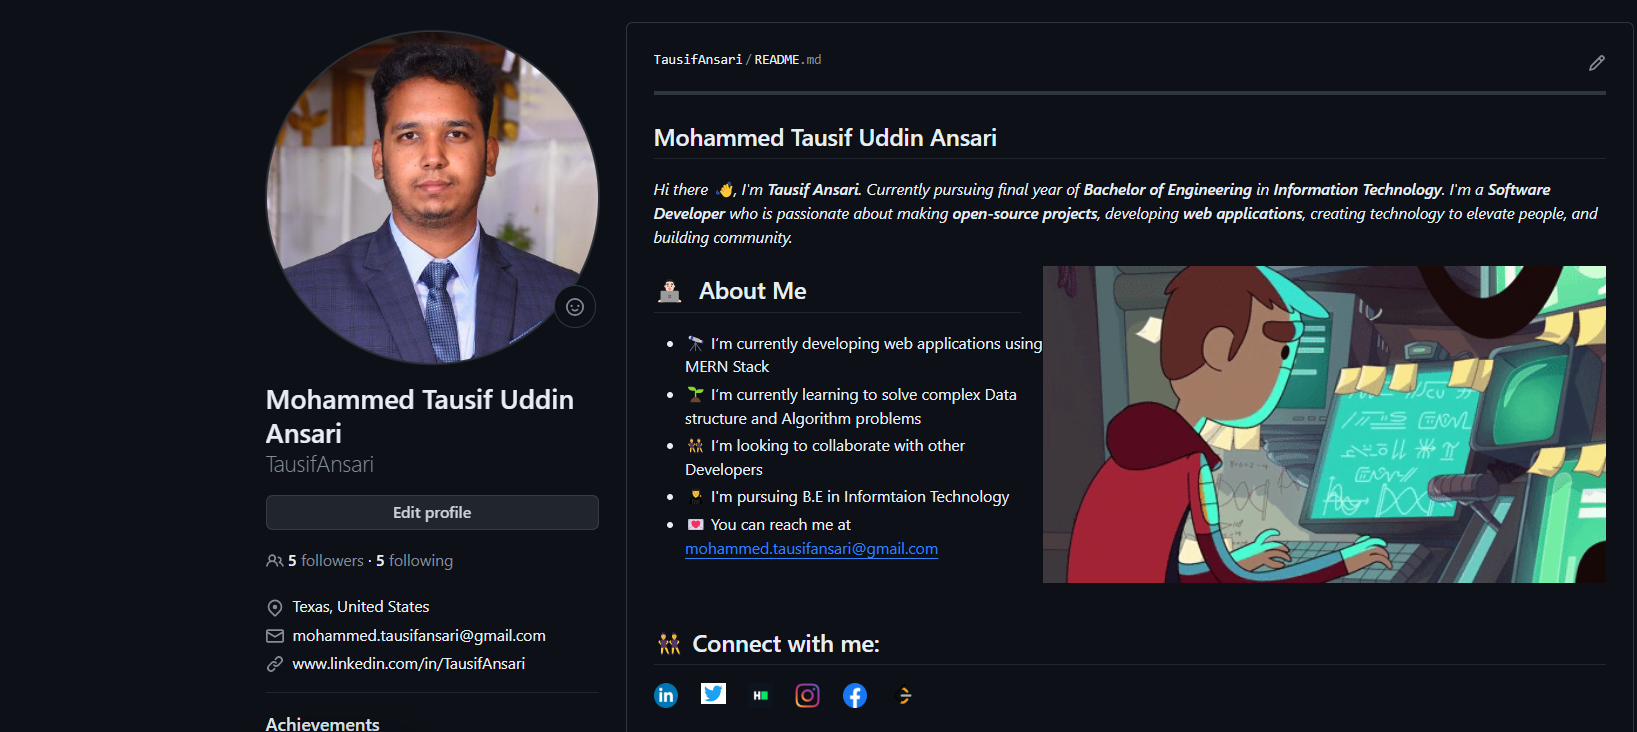 Mohammed Tausif Uddin
Ansari
TausifAnsari
Edit profile
5 followers · 5 following
Texas, United States
mohammed.tausifansari@gmail.com
www.linkedin.com/in/TausifAnsari
Achievements
TausifAnsari/README.md
Mohammed Tausif Uddin Ansari
Hi there 👋, I'm Tausif Ansari. Currently pursuing final year of Bachelor of Engineering in Information Technology. I'm a Software
Developer who is passionate about making open-source projects, developing web applications, creating technology to elevate people, and
building community.
About Me
I'm currently developing web applications using
MERN Stack
I'm currently learning to solve complex Data
structure and Algorithm problems
I'm looking to collaborate with other
Developers
I'm pursuing B.E in Informtaion Technology
You can reach me at
mohammed.tausifansari@gmail.com
Connect with me:
in
H